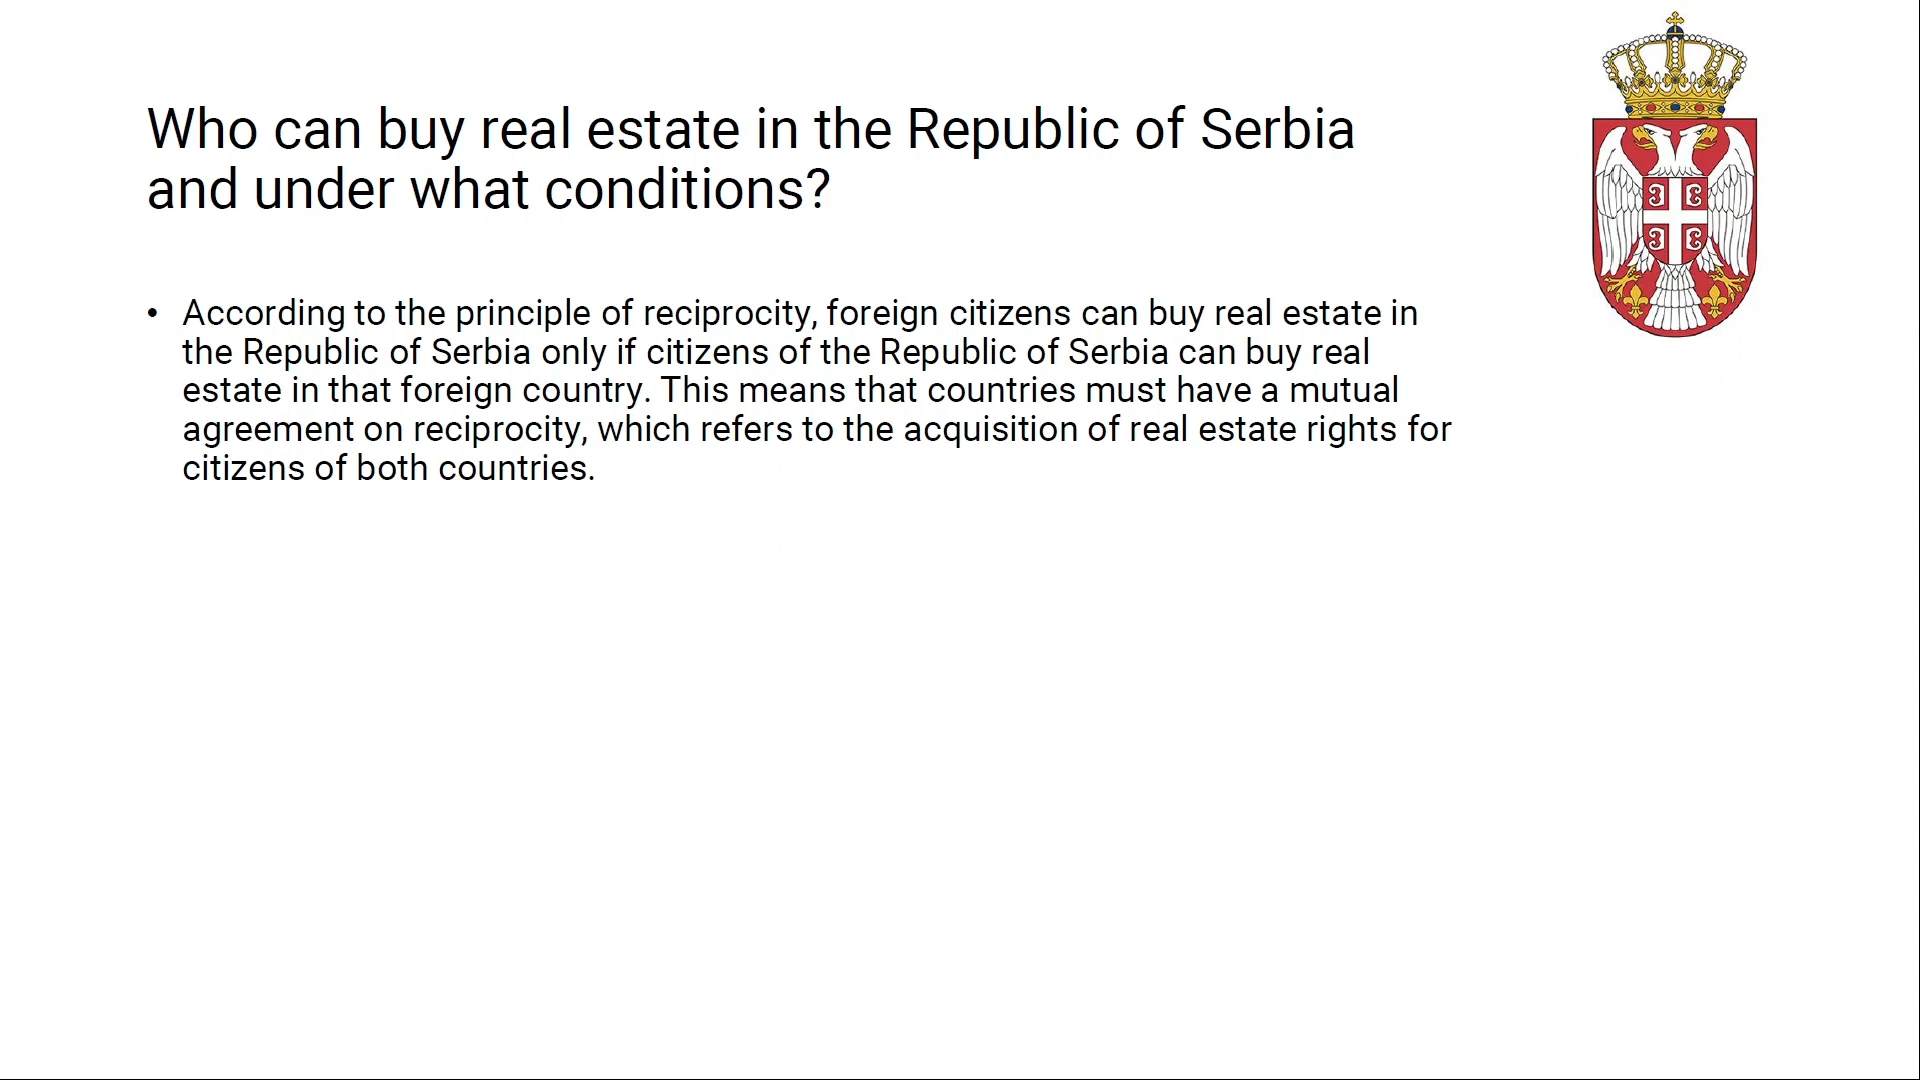 Who can buy real estate in the Republic of Serbia
and under what conditions?
• According to the principle of reciprocity, foreign citizens can buy real estate in
the Republic of Serbia only if citizens of the Republic of Serbia can buy real
estate in that foreign country. This means that countries must have a mutual
agreement on reciprocity, which refers to the acquisition of real estate rights for
citizens of both countries.